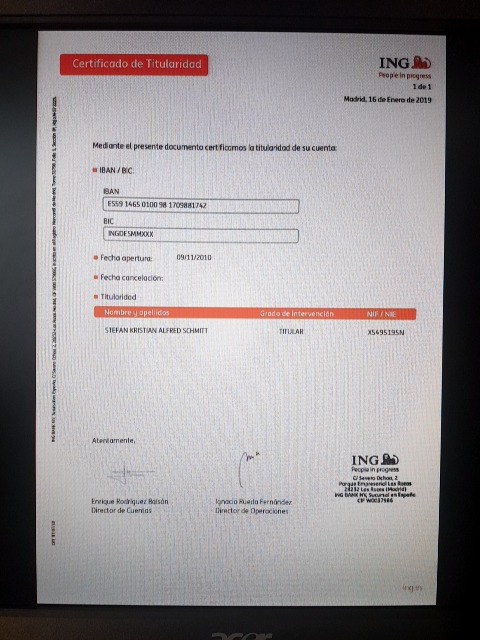 Certificado de Titularidad
ING
People in progress
1 de 1
Madrid, 16 de Enero de 2019
Mediante el presente documento certificamos la titularidad de su cuenta:
IBAN / BIC:
IBAN
ES59 1465 0100 98 1709881742
BIC
INGDESMMXXX
Fecha apertura: 09/11/2010
Fecha cancelación:
Titularidad
Nombre y apellidos Grado de Intervención NIF / NIE
STEFAN KRISTIAN ALFRED SCHMITT TITULAR X5495195N
Atentamente,
Enrique Rodríguez Balsón
Director de Cuentas
Ignacio Rueda Fernández
Director de Operaciones
ING
People in progress
C/ Severo Ochoa, 2
Parque Empresarial Las Rozas
28232 Las Rozas (Madrid)
ING BANK NV, Sucursal en España
CIF W0037986
ing.es
acer